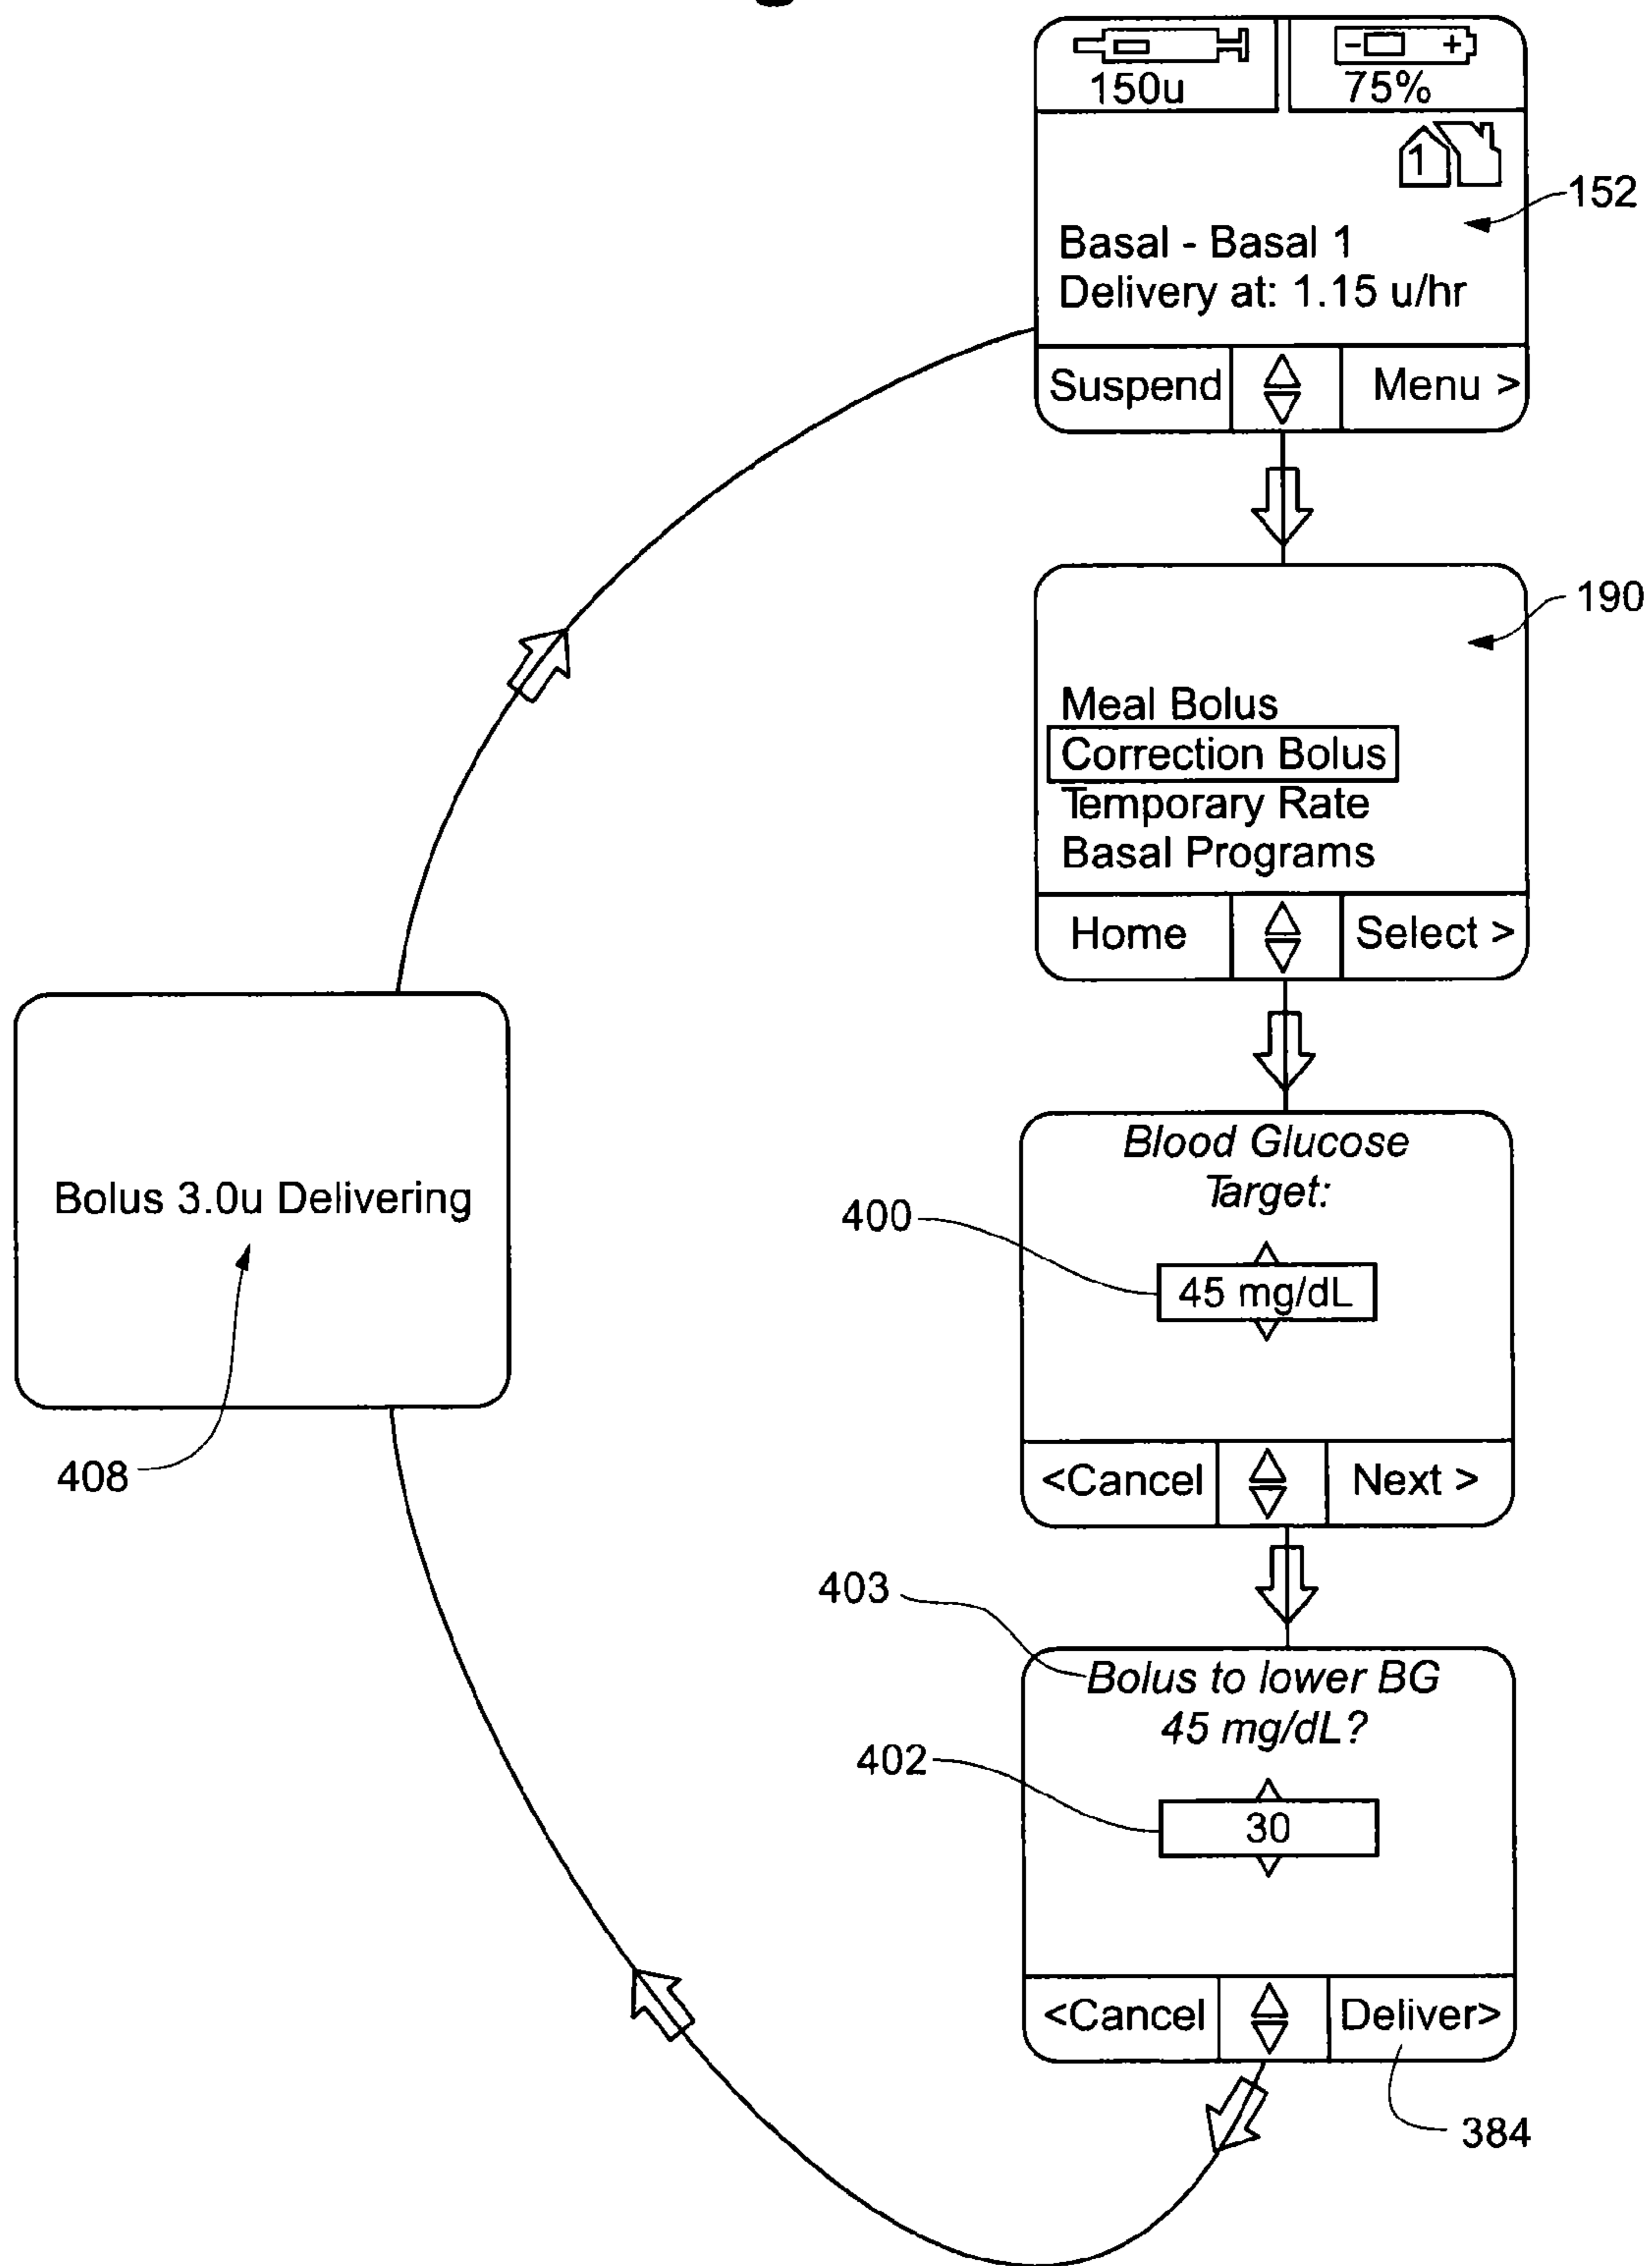 150u
- +
75%
1
152
Basal - Basal 1
Delivery at: 1.15 u/hr
Suspend
Menu >
190
Meal Bolus
Correction Bolus
Temporary Rate
Basal Programs
Home
Select >
Blood Glucose
Target:
400
45 mg/dL
<Cancel
Next >
Bolus 3.0u Delivering
408
403
Bolus to lower BG
45 mg/dL?
402
30
<Cancel
Deliver>
384